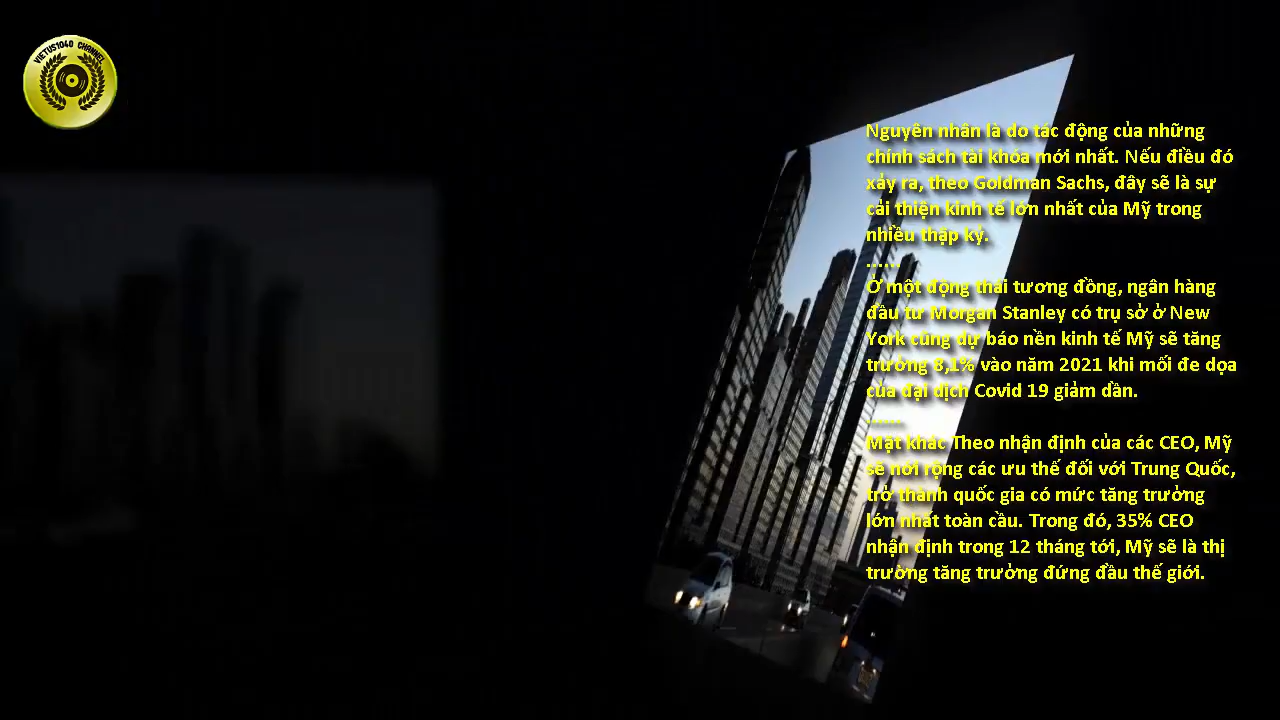 VIETUS1040 CHANNEL
Nguyên nhân là do tác động của những
chính sách tài khóa mới nhất. Nếu điều đó
xảy ra, theo Goldman Sachs, đây sẽ là sự
cải thiện kinh tế lớn nhất của Mỹ trong
nhiều thập kỷ.
......
Ở một động thái tương đồng, ngân hàng
đầu tư Morgan Stanley có trụ sở ở New
York cũng dự báo nền kinh tế Mỹ sẽ tăng
trưởng 8,1% vào năm 2021 khi mối đe dọa
của đại dịch Covid 19 giảm dần.
......
Mặt khác Theo nhận định của các CEO, Mỹ
sẽ nới rộng các ưu thế đối với Trung Quốc,
trở thành quốc gia có mức tăng trưởng
lớn nhất toàn cầu. Trong đó, 35% CEO
nhận định trong 12 tháng tới, Mỹ sẽ là thị
trường tăng trưởng đứng đầu thế giới.